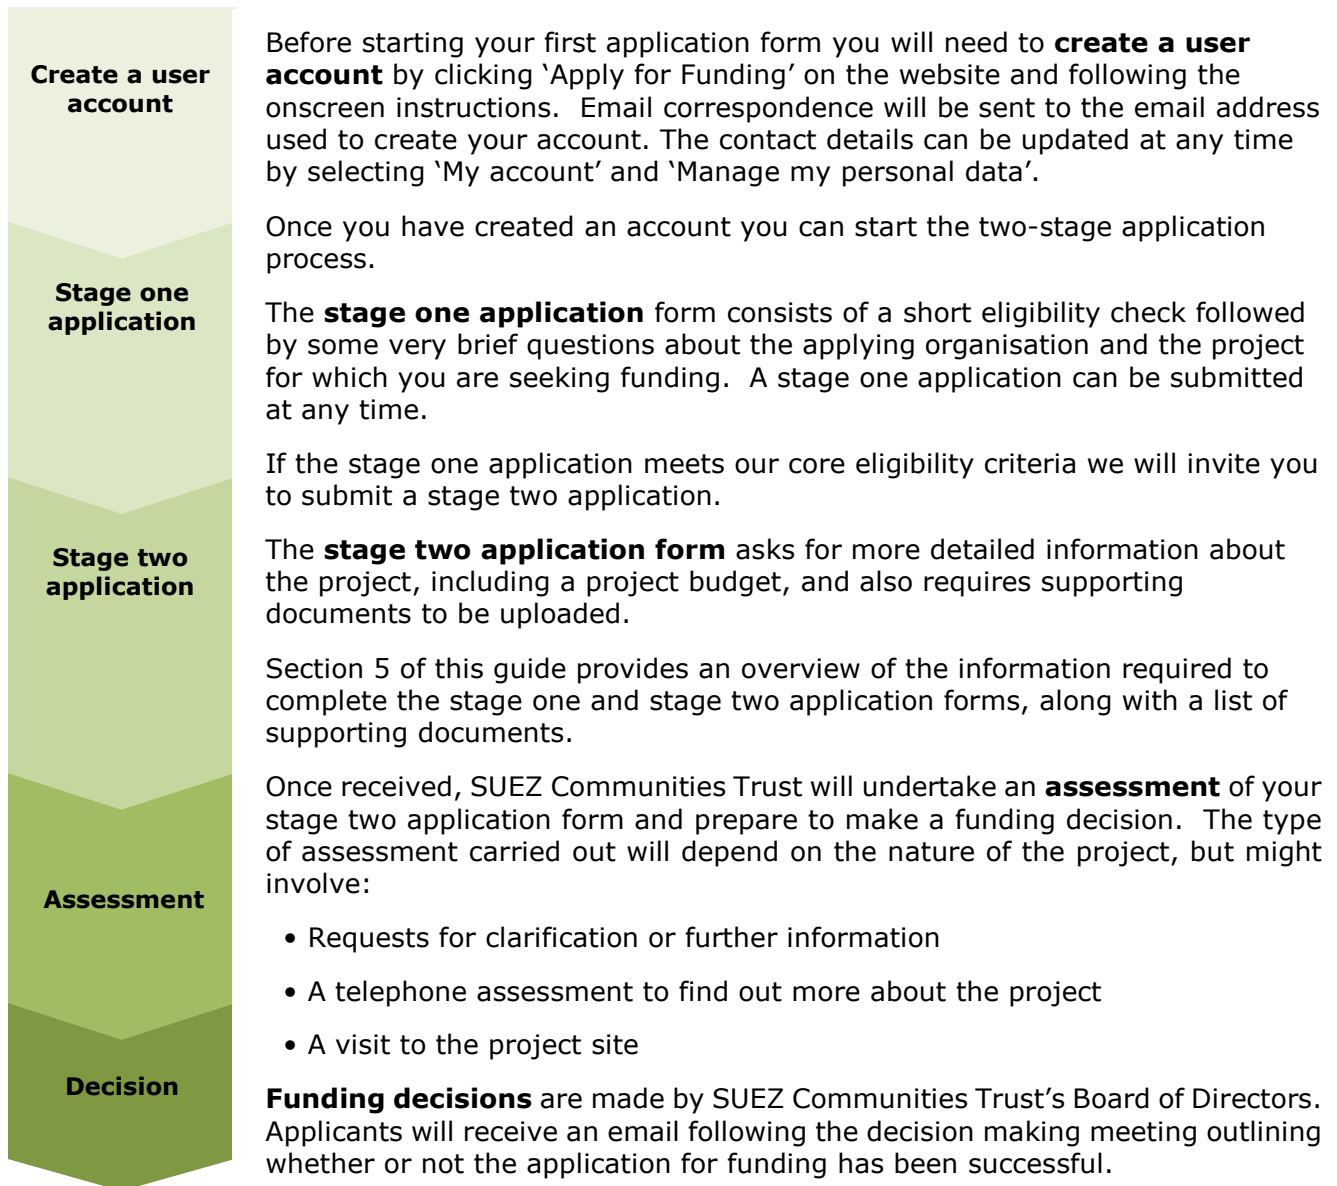 Create a user
account
Before starting your first application form you will need to create a user
account by clicking ‘Apply for Funding’ on the website and following the
onscreen instructions.  Email correspondence will be sent to the email address
used to create your account. The contact details can be updated at any time
by selecting ‘My account’ and ‘Manage my personal data’.
Once you have created an account you can start the two-stage application
process.
Stage one
application
The stage one application form consists of a short eligibility check followed
by some very brief questions about the applying organisation and the project
for which you are seeking funding.  A stage one application can be submitted
at any time.
If the stage one application meets our core eligibility criteria we will invite you
to submit a stage two application.
Stage two
application
The stage two application form asks for more detailed information about
the project, including a project budget, and also requires supporting
documents to be uploaded.
Section 5 of this guide provides an overview of the information required to
complete the stage one and stage two application forms, along with a list of
supporting documents.
Assessment
Once received, SUEZ Communities Trust will undertake an assessment of your
stage two application form and prepare to make a funding decision.  The type
of assessment carried out will depend on the nature of the project, but might
involve:
• Requests for clarification or further information
• A telephone assessment to find out more about the project
• A visit to the project site
Decision
Funding decisions are made by SUEZ Communities Trust’s Board of Directors.
Applicants will receive an email following the decision making meeting outlining
whether or not the application for funding has been successful.